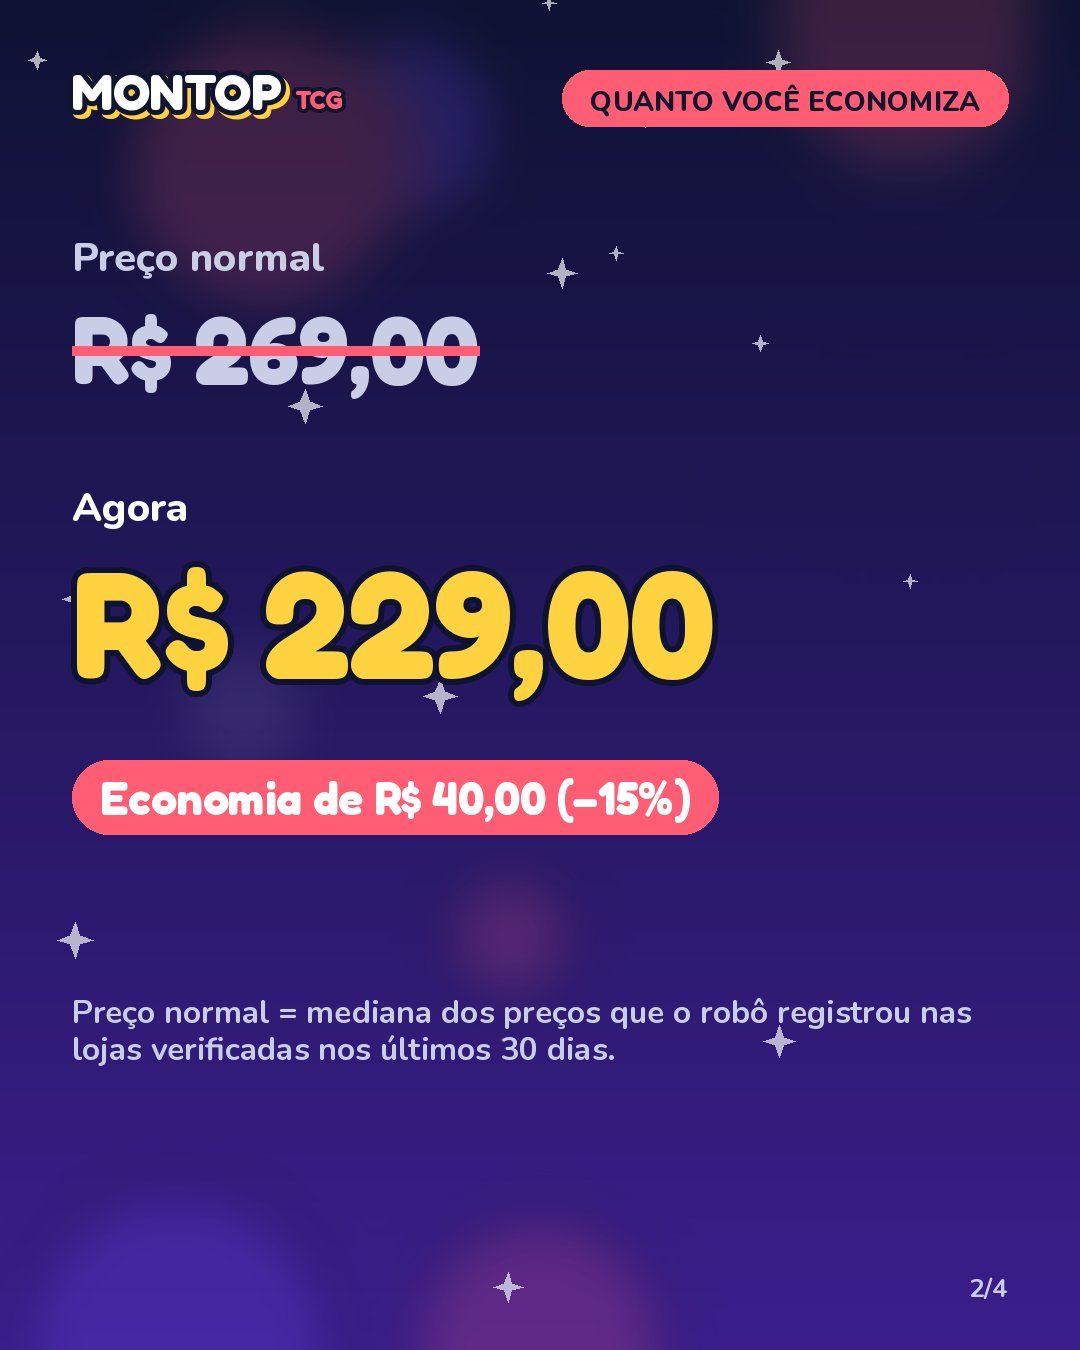 MONTOP TCG
QUANTO VOCÊ ECONOMIZA
Preço normal
R$ 269,00
Agora
R$ 229,00
Economia de R$ 40,00 (–15%)
Preço normal = mediana dos preços que o robô registrou nas
lojas verificadas nos últimos 30 dias.
2/4